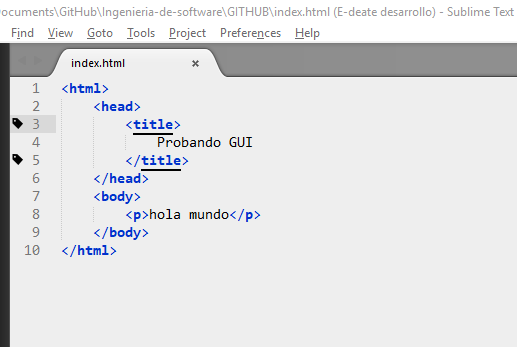 ocuments\GitHub\Ingenieria-de-software\GITHUB\index.html (E-deate desarrollo) - Sublime Text
Find View Goto Tools Project Preferences Help
index.html ×
1 <html>
2 <head>
3 <title>
4 Probando GUI
5 </title>
6 </head>
7 <body>
8 <p>hola mundo</p>
9 </body>
10 </html>